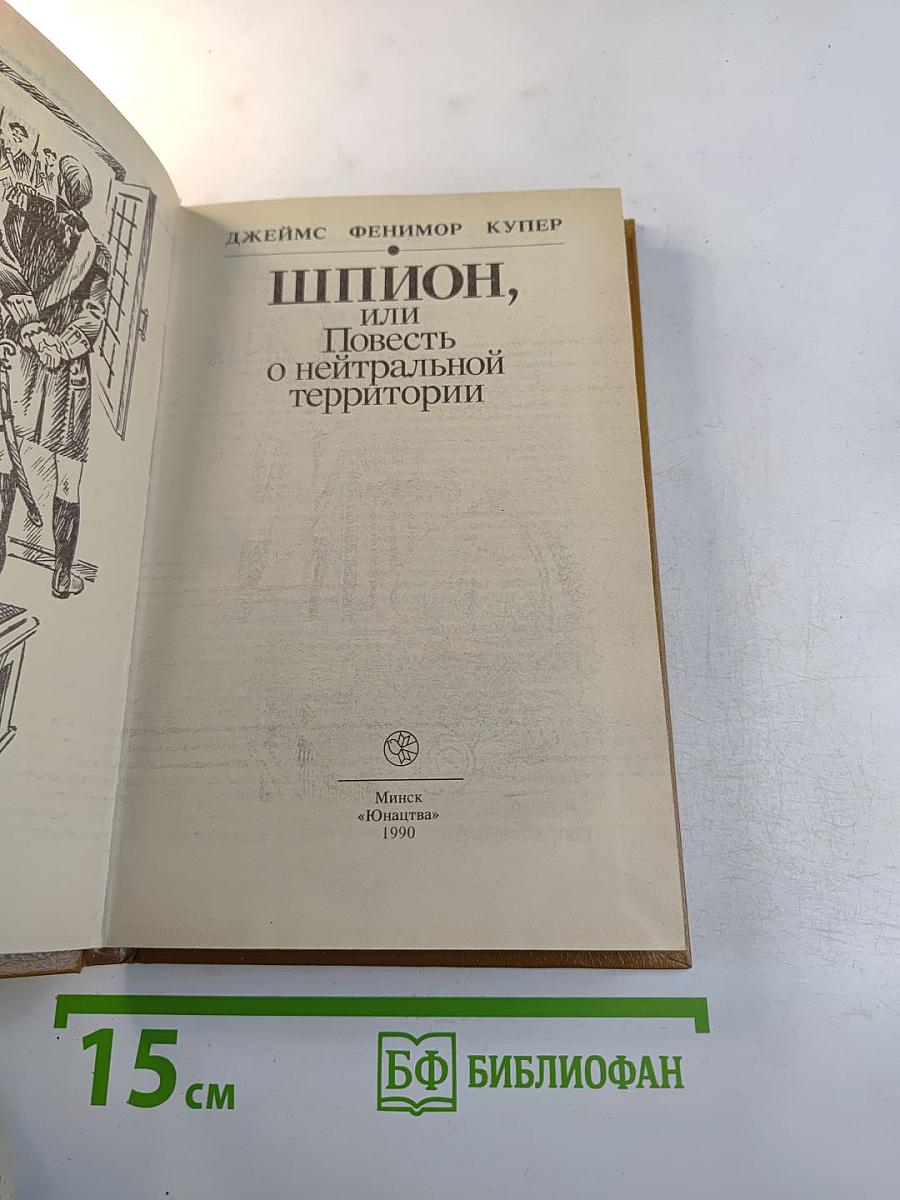 ДЖЕЙМС ФЕНИМОР КУПЕР
ШПИОН,
или
Повесть
о нейтральной
территории
Минск
«Юнацтва»
1990
15 см
БФ БИБЛИОФАН